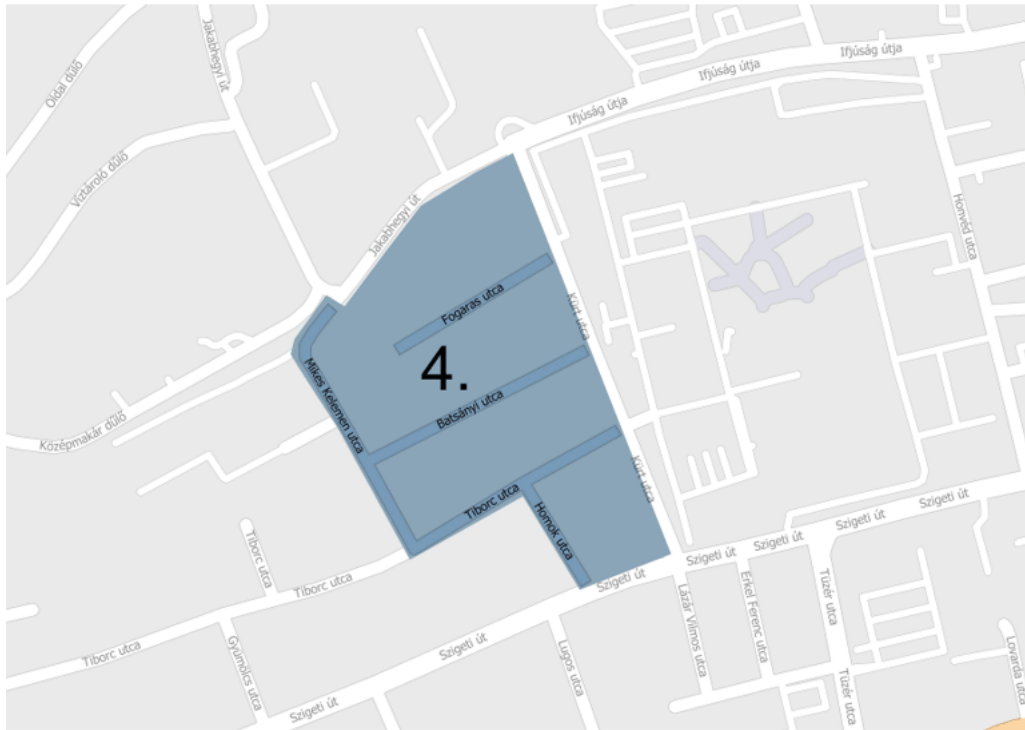 Oldal dűlő
Jakabhegyi út
Ifjúság útja
Ifjúság útja
Ifjúság útja
Víztároló dűlő
Jakabhegyi út
Honvéd utca
Fogaras utca
Kürt utca
4.
Mikes Kelemen utca
Batsányi utca
Középmakár dűlő
Kürt utca
Tiborc utca
Homok utca
Szigeti út
Szigeti út
Szigeti út
Szigeti út
Tiborc utca
Tiborc utca
Szigeti út
Lázár Vilmos utca
Erkel Ferenc utca
Tüzér utca
Tiborc utca
Gyümölcs utca
Szigeti út
Lugos utca
Tüzér utca
Lovarda utca
Szigeti út